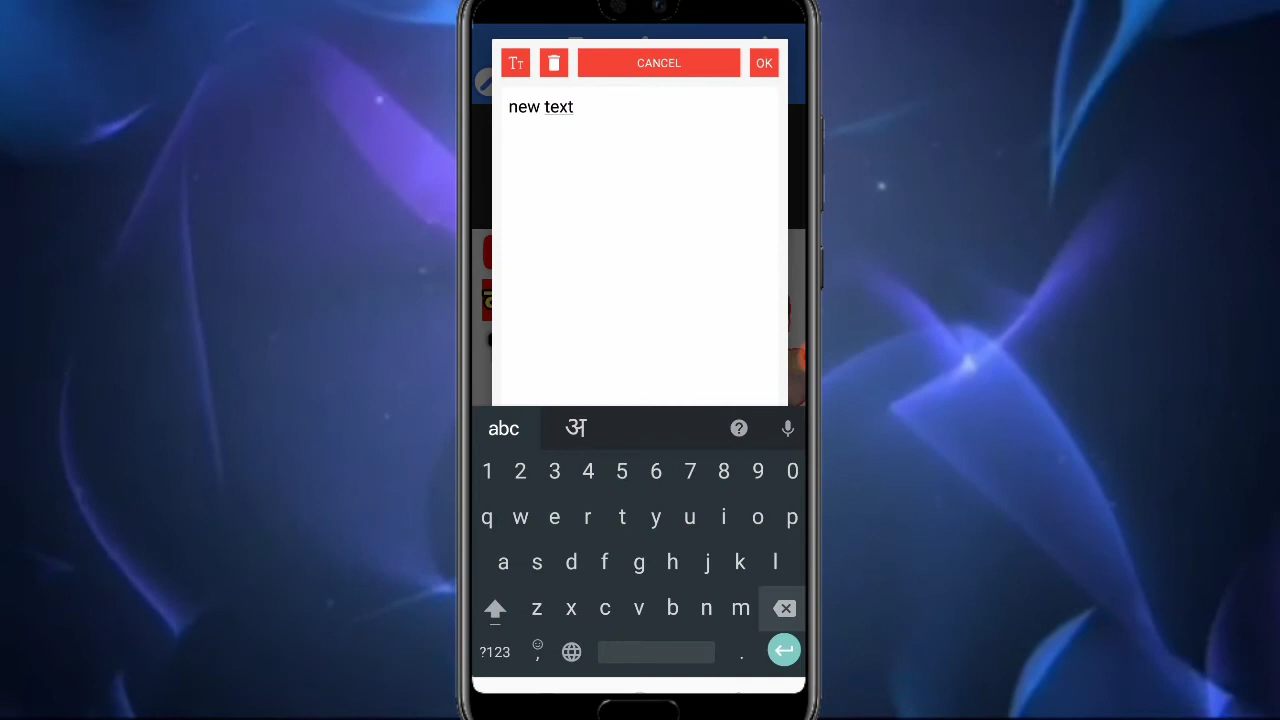 Tт CANCEL OK
new text
abc अ ?
1 2 3 4 5 6 7 8 9 0
q w e r t y u i o p
a s d f g h j k l
z x c v b n m
?123 , .